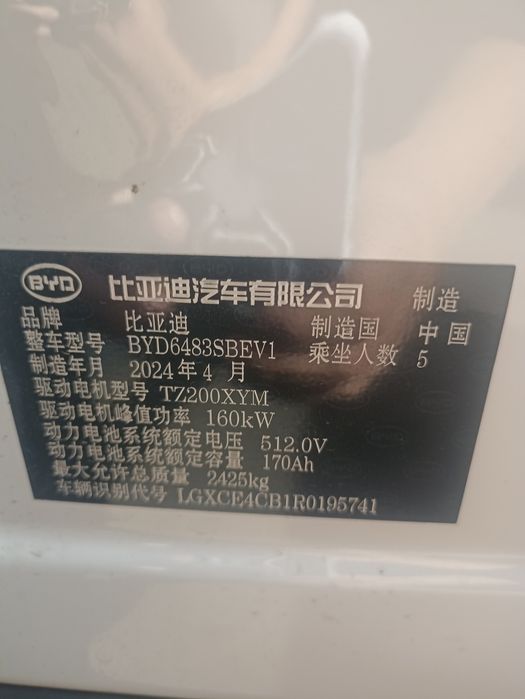 BYD 比亚迪汽车有限公司 制造
品牌 比亚迪 制造国 中国
整车型号 BYD6483SBEV1 乘坐人数 5
制造年月 2024年4月
驱动电机型号 TZ200XYM
驱动电机峰值功率 160kW
动力电池系统额定电压 512.0V
动力电池系统额定容量 170Ah
最大允许总质量 2425kg
车辆识别代号 LGXCE4CB1R0195741